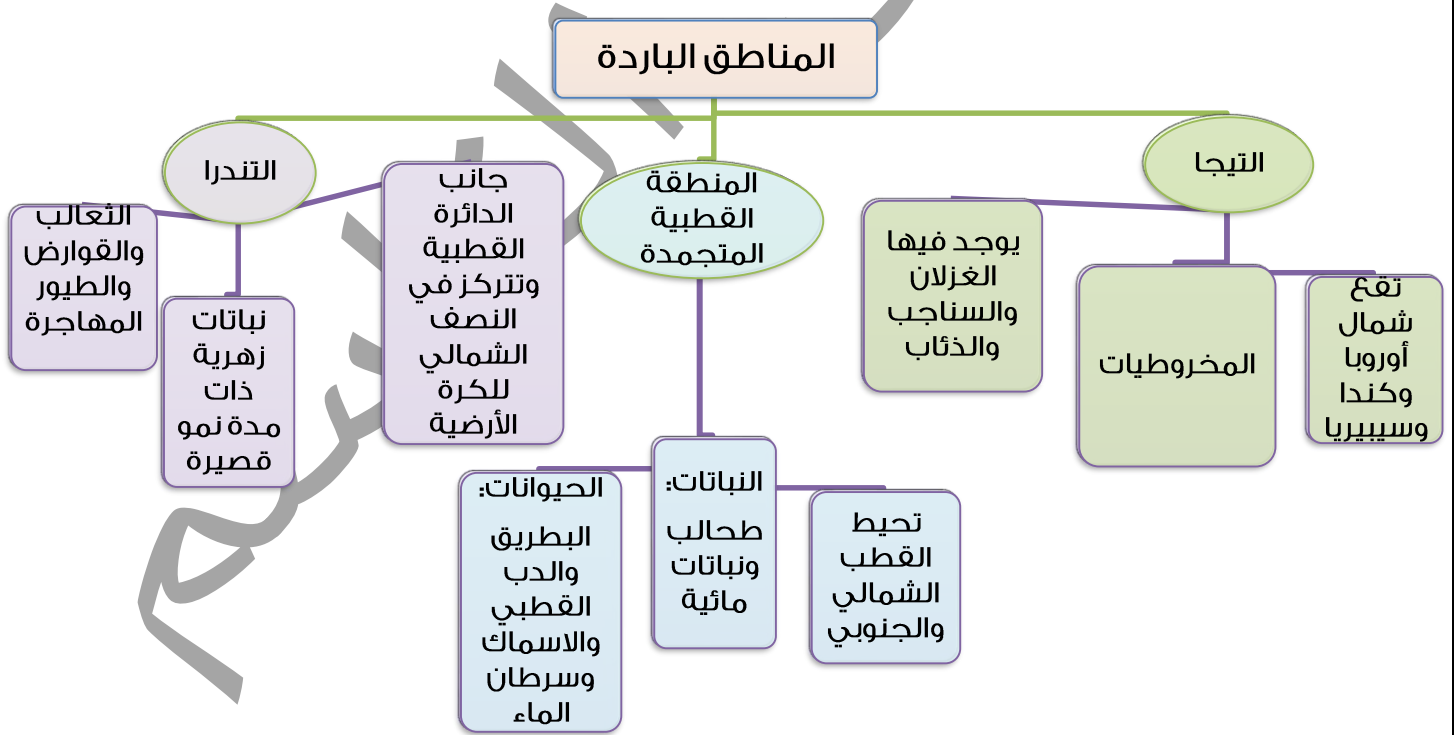 المناطق الباردة
التيجا
تقع
شمال
أوروبا
وكندا
وسيبيريا
المخروطيات
يوجد فيها
الغزلان
والسناجب
والذئاب
المنطقة
القطبية
المتجمدة
تحيط
القطب
الشمالي
والجنوبي
النباتات:
طحالب
ونباتات
مائية
الحيوانات:
البطريق
والدب
القطبي
والاسماك
وسرطان
الماء
التندرا
جانب
الدائرة
القطبية
وتتركز في
النصف
الشمالي
للكرة
الأرضية
نباتات
زهرية
ذات
مدة نمو
قصيرة
الثعالب
والقوارض
والطيور
المهاجرة